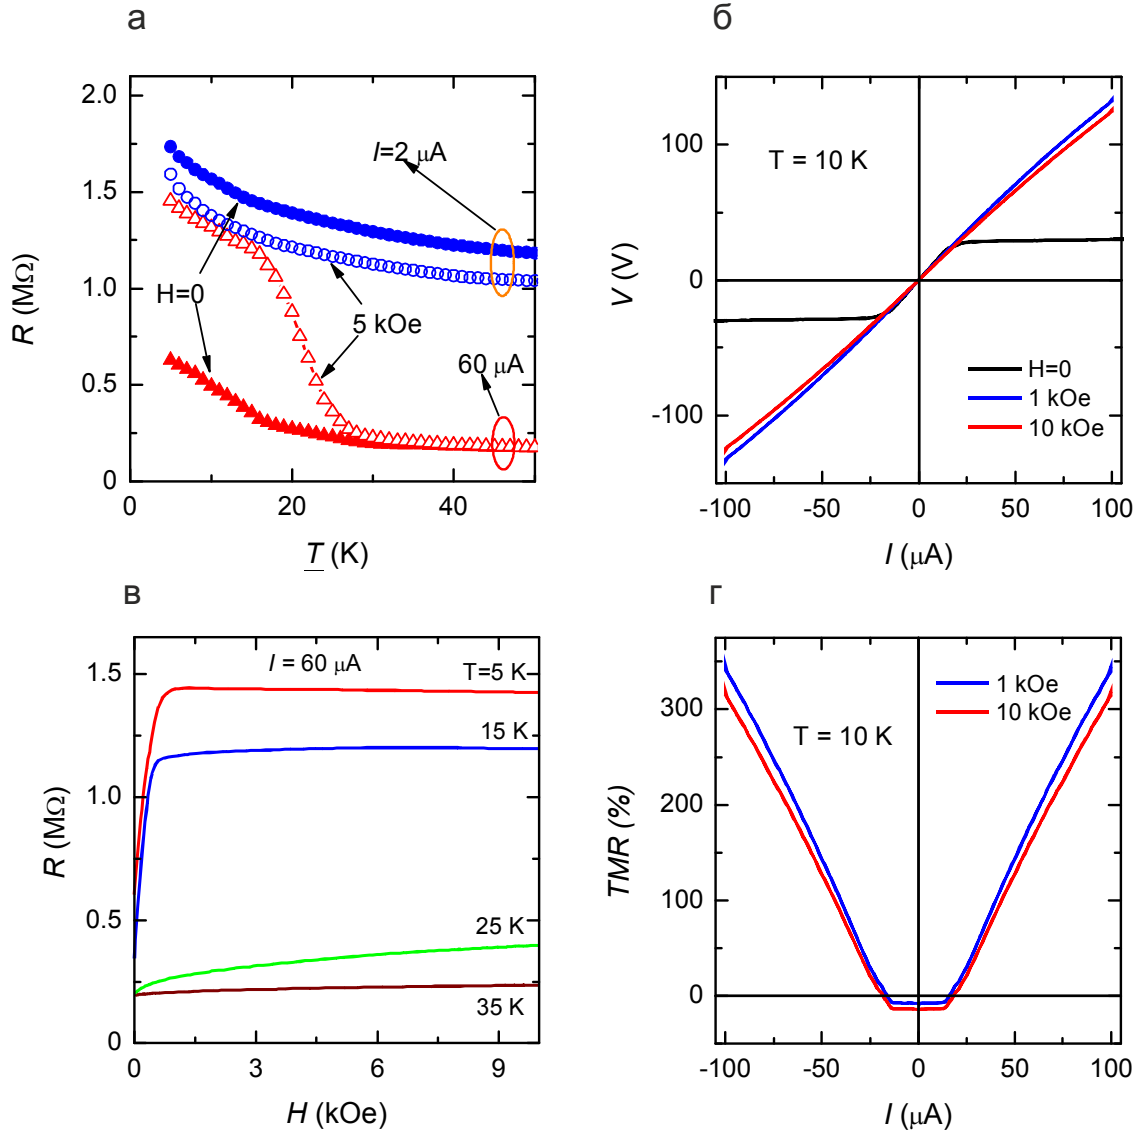 а
2.0
1.5
1.0
0.5
0
R (MΩ)
I=2 μA
H=0
5 kOe
60 μA
0
20
40
T (K)
б
100
0
-100
V (V)
T = 10 K
H=0
1 kOe
10 kOe
-100
-50
0
50
100
I (μA)
в
1.5
1.0
0.5
0
R (MΩ)
I = 60 μA
T=5 K
15 K
25 K
35 K
0
3
6
9
H (kOe)
г
300
200
100
0
TMR (%)
1 kOe
10 kOe
T = 10 K
-100
-50
0
50
100
I (μA)